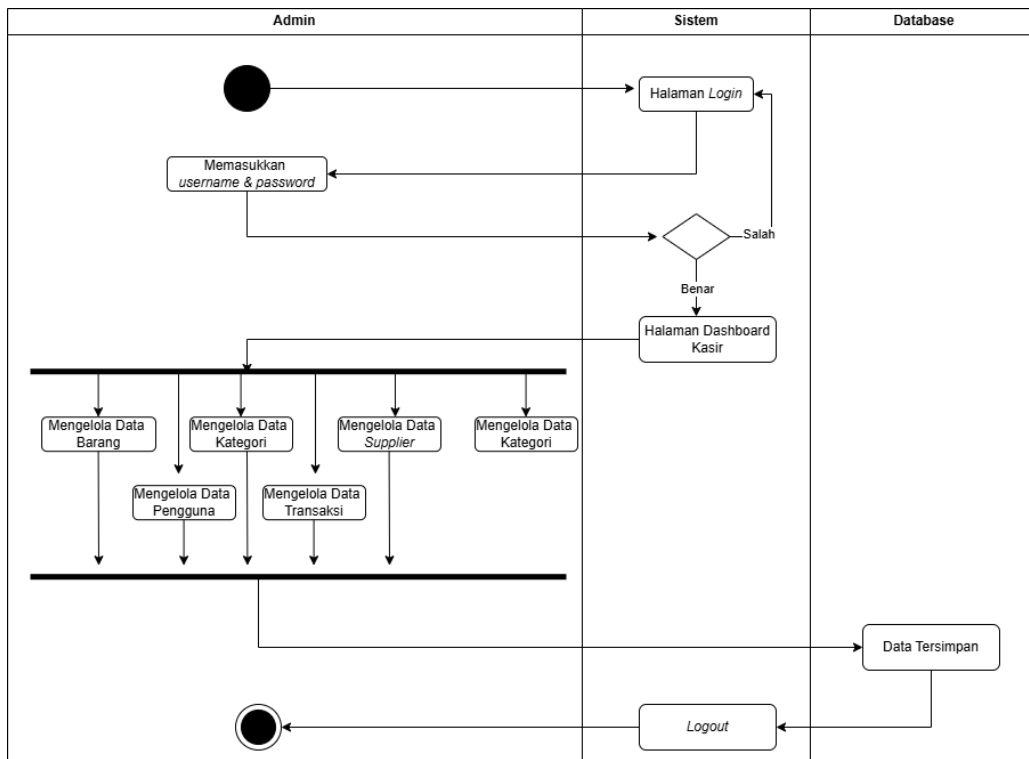 Admin
Sistem
Database
Halaman Login
Memasukkan
username & password
Salah
Benar
Halaman Dashboard
Kasir
Mengelola Data
Barang
Mengelola Data
Kategori
Mengelola Data
Supplier
Mengelola Data
Kategori
Mengelola Data
Pengguna
Mengelola Data
Transaksi
Data Tersimpan
Logout